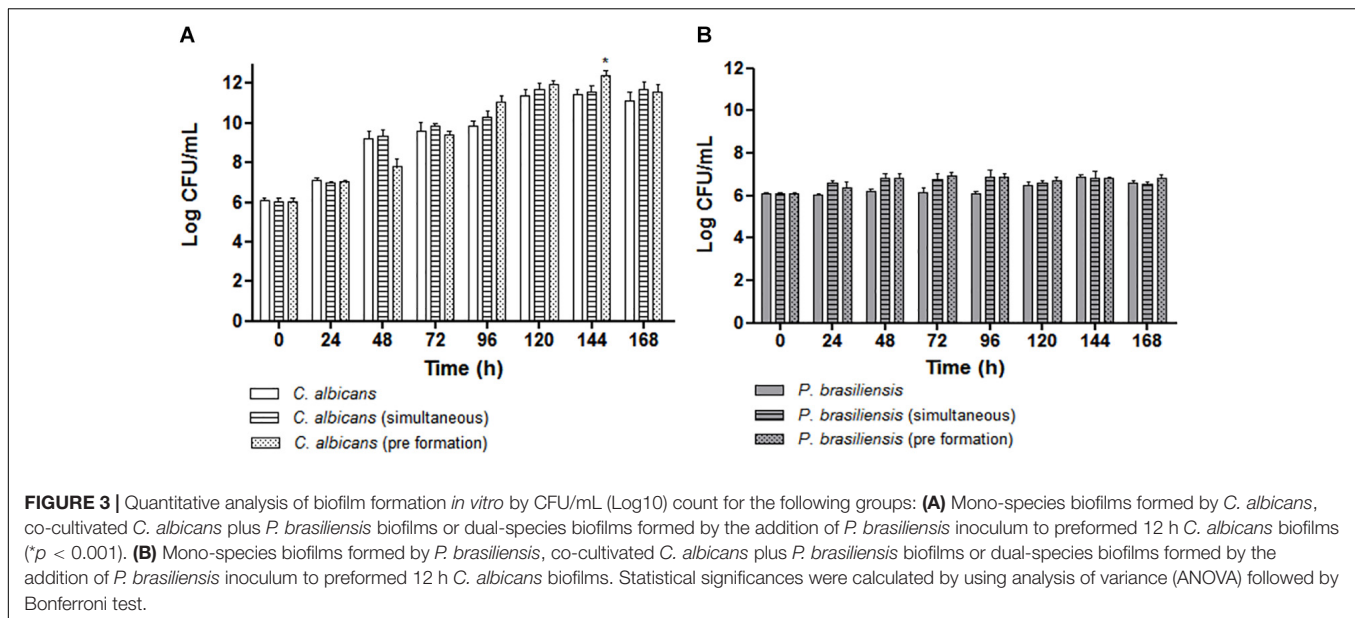 A
*
12
10
8
6
4
2
0
Log CFU/mL
0 24 48 72 96 120 144 168
Time (h)
C. albicans
C. albicans (simultaneous)
C. albicans (pre formation)
B
12
10
8
6
4
2
0
Log CFU/mL
0 24 48 72 96 120 144 168
Time (h)
P. brasiliensis
P. brasiliensis (simultaneous)
P. brasiliensis (pre formation)
FIGURE 3 | Quantitative analysis of biofilm formation in vitro by CFU/mL (Log10) count for the following groups: (A) Mono-species biofilms formed by C. albicans,
co-cultivated C. albicans plus P. brasiliensis biofilms or dual-species biofilms formed by the addition of P. brasiliensis inoculum to preformed 12 h C. albicans biofilms
(*p < 0.001). (B) Mono-species biofilms formed by P. brasiliensis, co-cultivated C. albicans plus P. brasiliensis biofilms or dual-species biofilms formed by the
addition of P. brasiliensis inoculum to preformed 12 h C. albicans biofilms. Statistical significances were calculated by using analysis of variance (ANOVA) followed by
Bonferroni test.